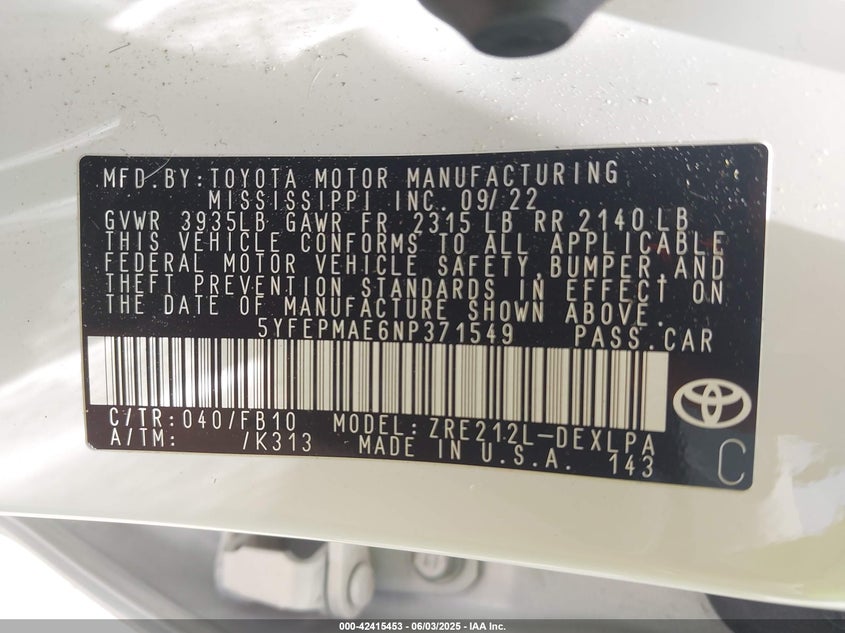 MFD.BY:TOYOTA MOTOR MANUFACTURING
MISSISSIPPI INC. 09/22
GVWR 3935LB GAWR FR 2315 LB RR 2140 LB
THIS VEHICLE CONFORMS TO ALL APPLICABLE
FEDERAL MOTOR VEHICLE SAFETY,BUMPER,AND
THEFT PREVENTION STANDARDS IN EFFECT ON
THE DATE OF MANUFACTURE SHOWN ABOVE.
5YFEPMAE6NP371549 PASS.CAR
C/TR:040/FB10 MODEL:ZRE212L-DEXLPA
A/TM: /K313 MADE IN U.S.A. 143
C
000-42415453 - 06/03/2025 - IAA Inc.